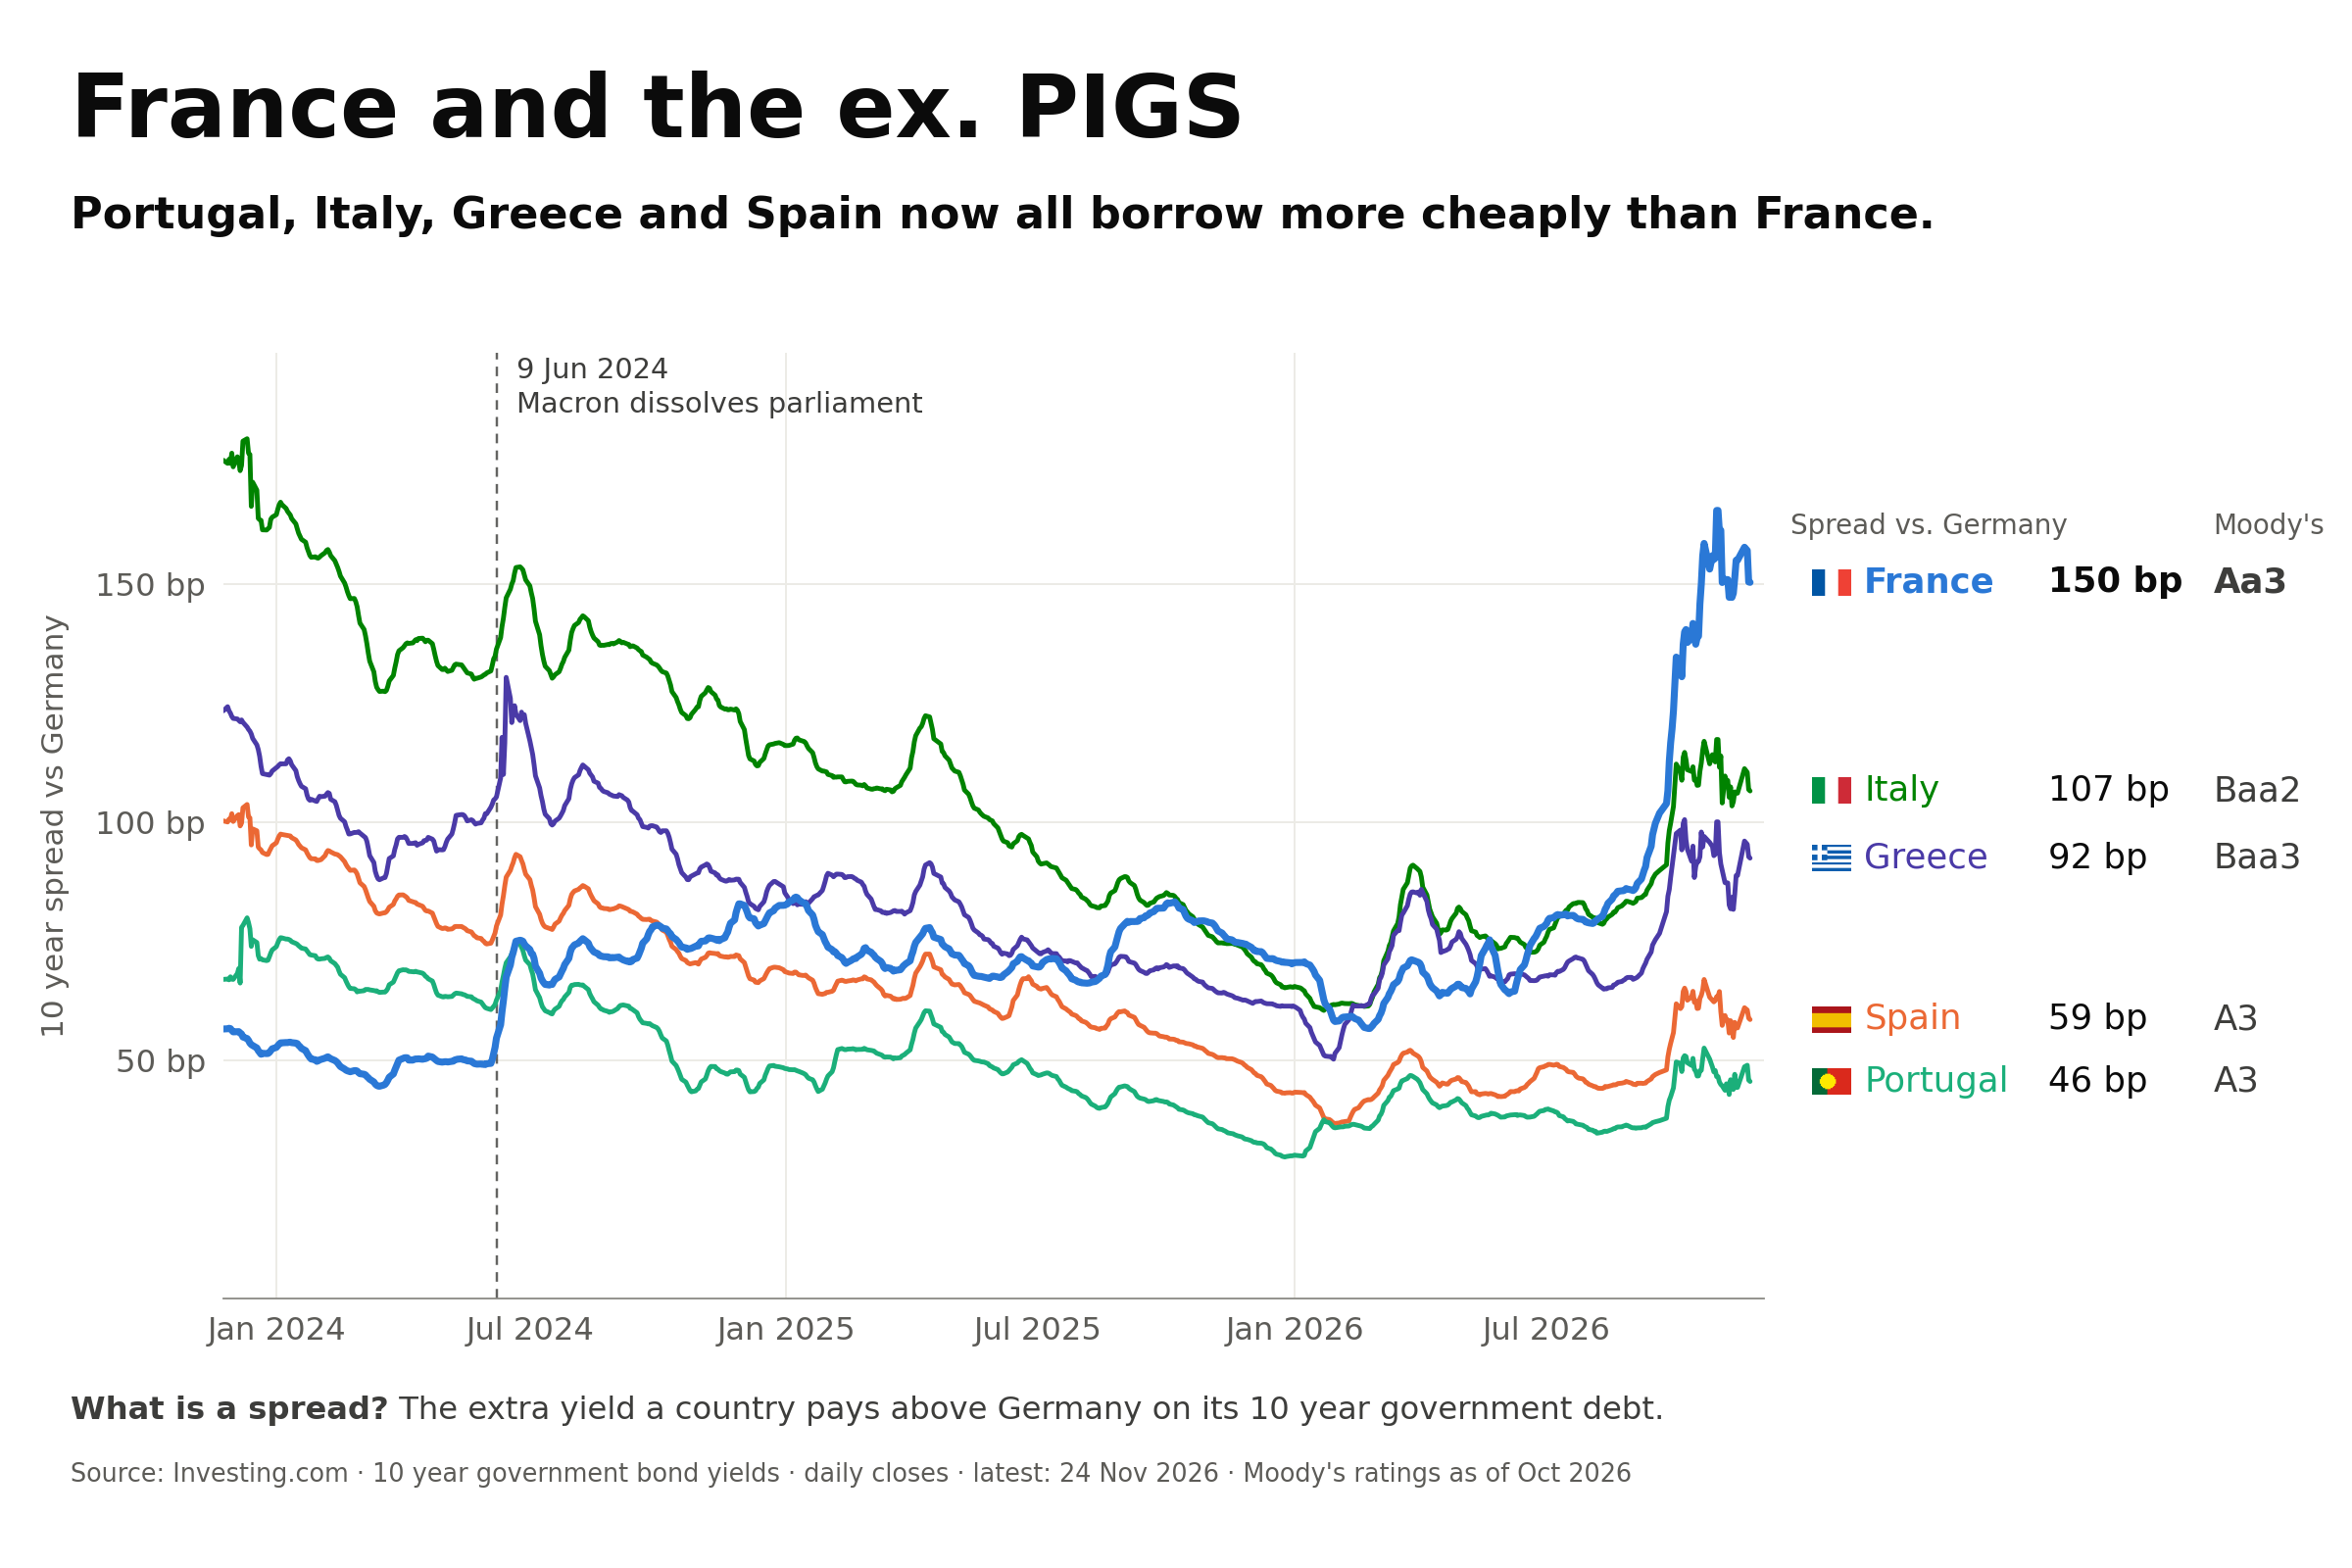 France and the ex. PIGS
Portugal, Italy, Greece and Spain now all borrow more cheaply than France.
9 Jun 2024
Macron dissolves parliament
10 year spread vs Germany
150 bp
100 bp
50 bp
Jan 2024
Jul 2024
Jan 2025
Jul 2025
Jan 2026
Jul 2026
Spread vs. Germany Moody's
France 150 bp Aa3
Italy 107 bp Baa2
Greece 92 bp Baa3
Spain 59 bp A3
Portugal 46 bp A3
What is a spread? The extra yield a country pays above Germany on its 10 year government debt.
Source: Investing.com · 10 year government bond yields · daily closes · latest: 24 Nov 2026 · Moody's ratings as of Oct 2026